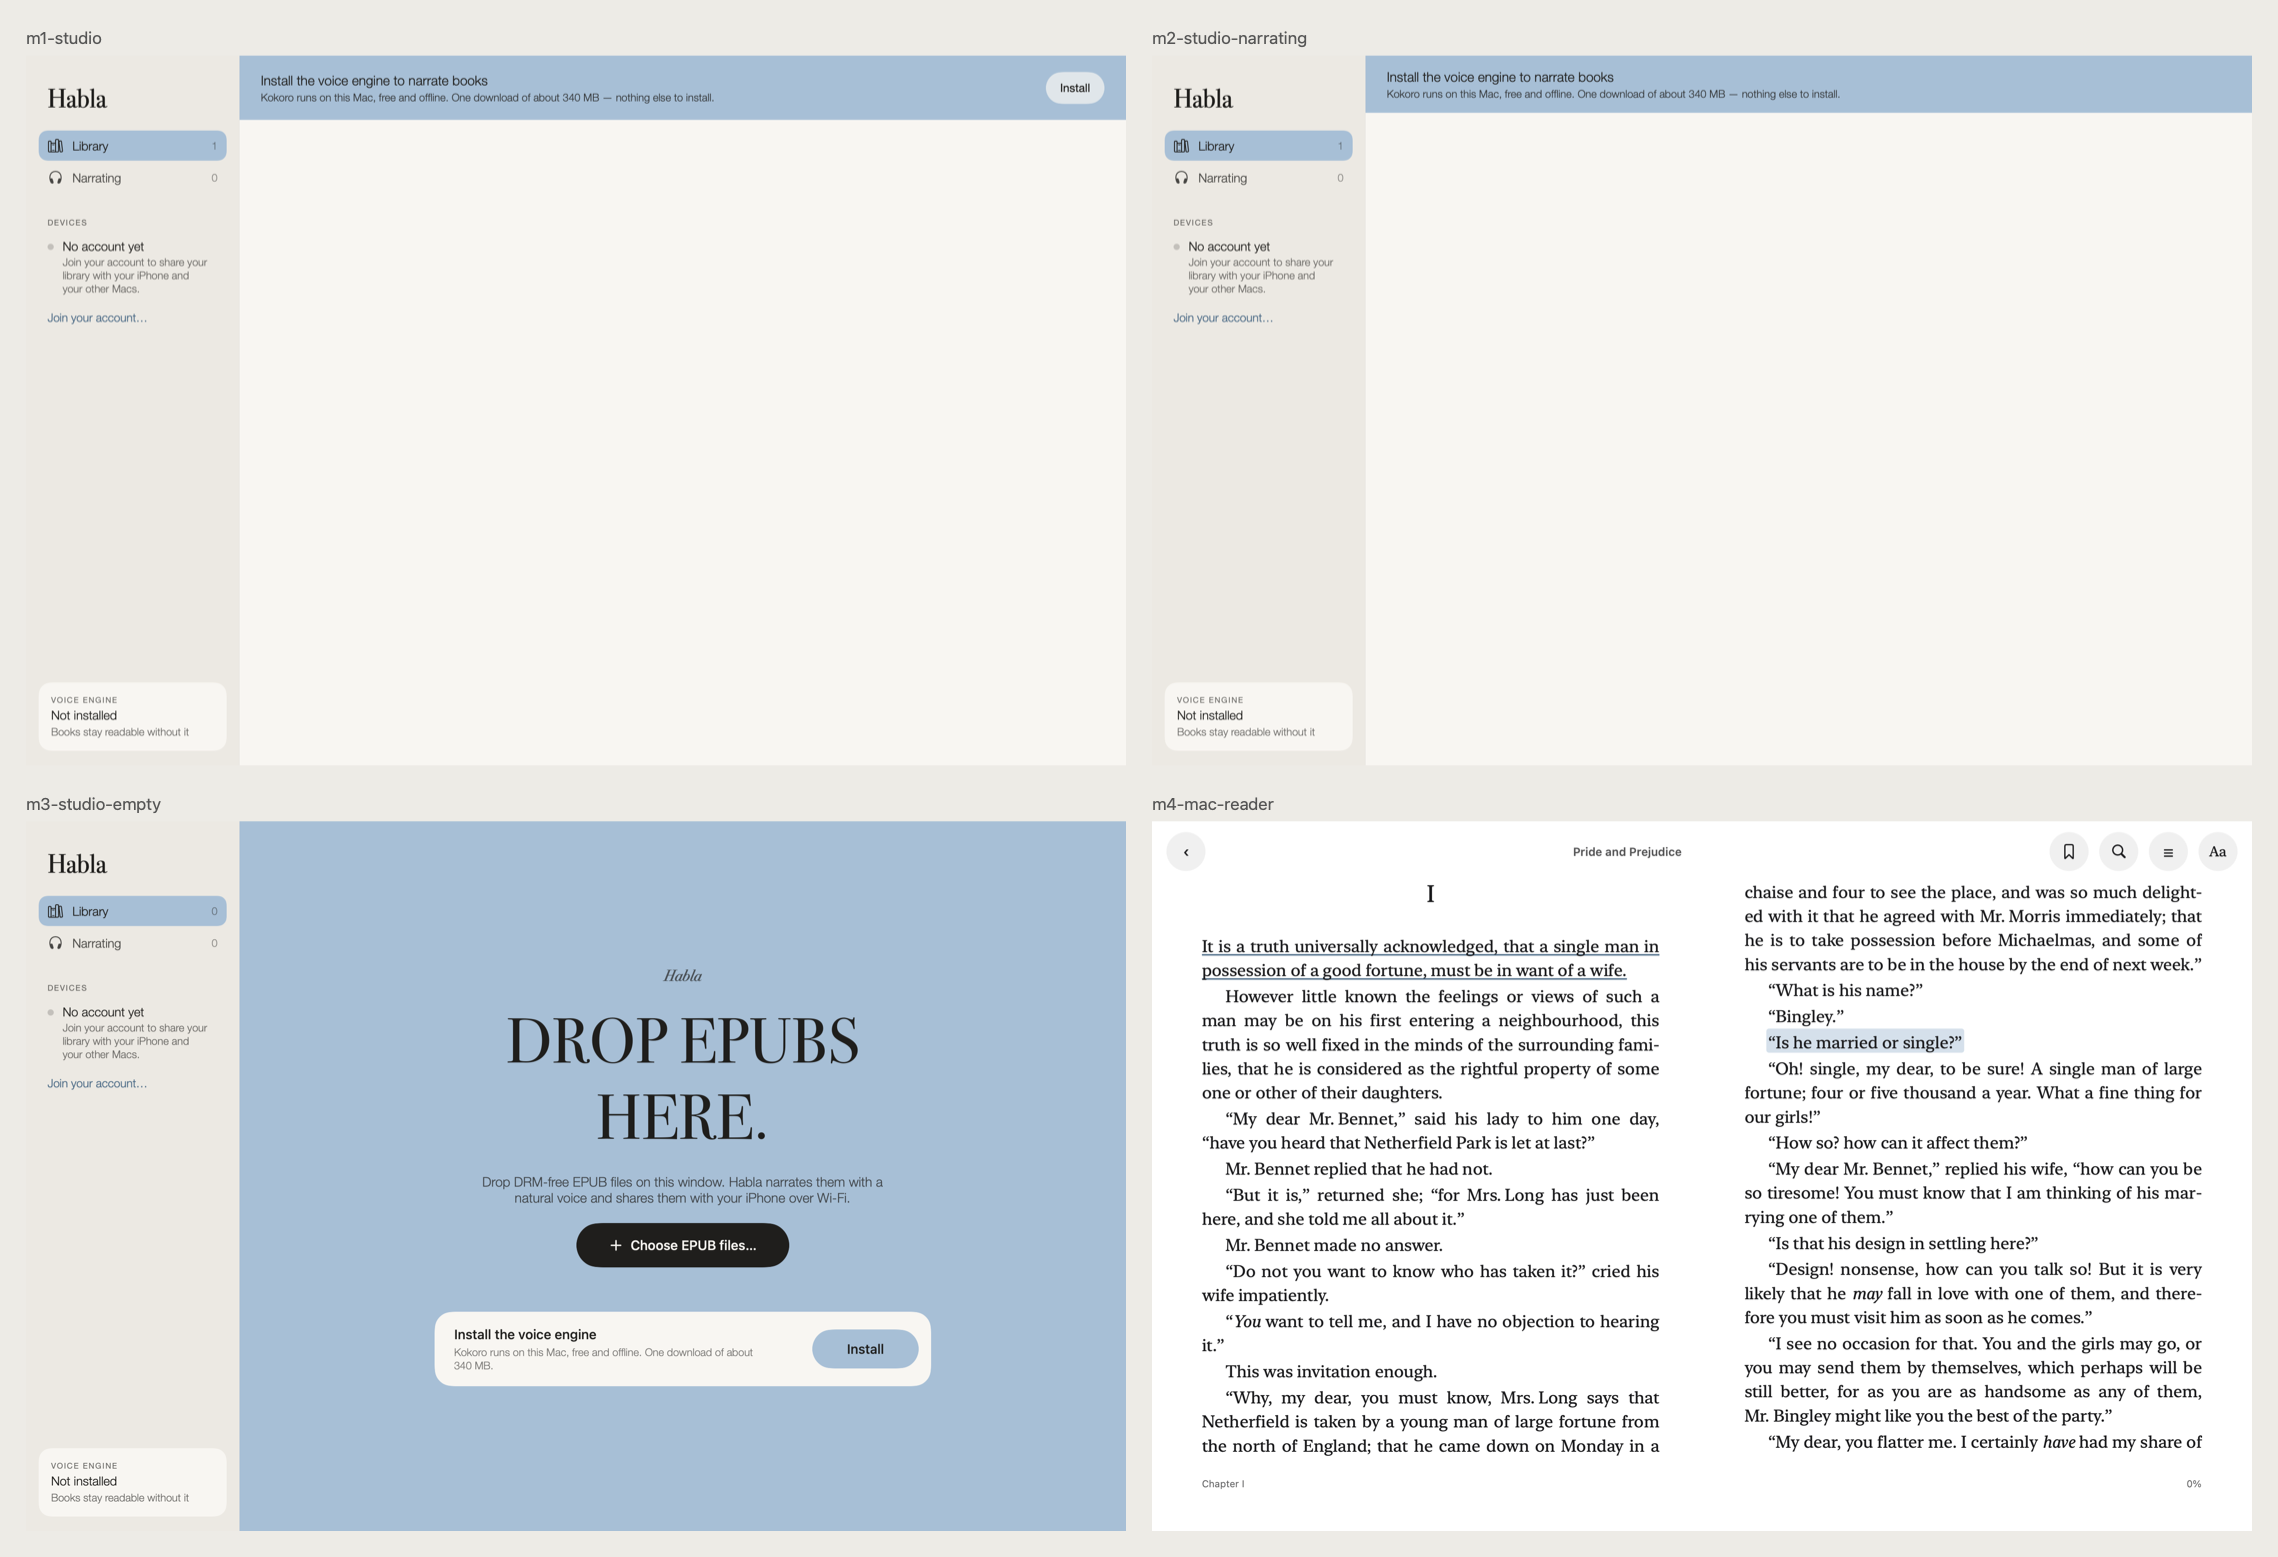 m1-studio
Habla
Library 1
Narrating 0
DEVICES
No account yet
Join your account to share your
library with your iPhone and
your other Macs.
Join your account…
VOICE ENGINE
Not installed
Books stay readable without it
Install the voice engine to narrate books
Kokoro runs on this Mac, free and offline. One download of about 340 MB — nothing else to install.
Install
m2-studio-narrating
Habla
Library 1
Narrating 0
DEVICES
No account yet
Join your account to share your
library with your iPhone and
your other Macs.
Join your account…
VOICE ENGINE
Not installed
Books stay readable without it
Install the voice engine to narrate books
Kokoro runs on this Mac, free and offline. One download of about 340 MB — nothing else to install.
m3-studio-empty
Habla
Library 0
Narrating 0
DEVICES
No account yet
Join your account to share your
library with your iPhone and
your other Macs.
Join your account…
VOICE ENGINE
Not installed
Books stay readable without it
Habla
DROP EPUBS
HERE.
Drop DRM-free EPUB files on this window. Habla narrates them with a
natural voice and shares them with your iPhone over Wi-Fi.
+ Choose EPUB files...
Install the voice engine
Kokoro runs on this Mac, free and offline. One download of about
340 MB.
Install
m4-mac-reader
‹
Pride and Prejudice
Aa
I
It is a truth universally acknowledged, that a single man in
possession of a good fortune, must be in want of a wife.
However little known the feelings or views of such a
man may be on his first entering a neighbourhood, this
truth is so well fixed in the minds of the surrounding fami-
lies, that he is considered as the rightful property of some
one or other of their daughters.
“My dear Mr. Bennet,” said his lady to him one day,
“have you heard that Netherfield Park is let at last?”
Mr. Bennet replied that he had not.
“But it is,” returned she; “for Mrs. Long has just been
here, and she told me all about it.”
Mr. Bennet made no answer.
“Do not you want to know who has taken it?” cried his
wife impatiently.
“You want to tell me, and I have no objection to hearing
it.”
This was invitation enough.
“Why, my dear, you must know, Mrs. Long says that
Netherfield is taken by a young man of large fortune from
the north of England; that he came down on Monday in a
chaise and four to see the place, and was so much delight-
ed with it that he agreed with Mr. Morris immediately; that
he is to take possession before Michaelmas, and some of
his servants are to be in the house by the end of next week.”
“What is his name?”
“Bingley.”
“Is he married or single?”
“Oh! single, my dear, to be sure! A single man of large
fortune; four or five thousand a year. What a fine thing for
our girls!”
“How so? how can it affect them?”
“My dear Mr. Bennet,” replied his wife, “how can you be
so tiresome! You must know that I am thinking of his mar-
rying one of them.”
“Is that his design in settling here?”
“Design! nonsense, how can you talk so! But it is very
likely that he may fall in love with one of them, and there-
fore you must visit him as soon as he comes.”
“I see no occasion for that. You and the girls may go, or
you may send them by themselves, which perhaps will be
still better, for as you are as handsome as any of them,
Mr. Bingley might like you the best of the party.”
“My dear, you flatter me. I certainly have had my share of
Chapter I
0%